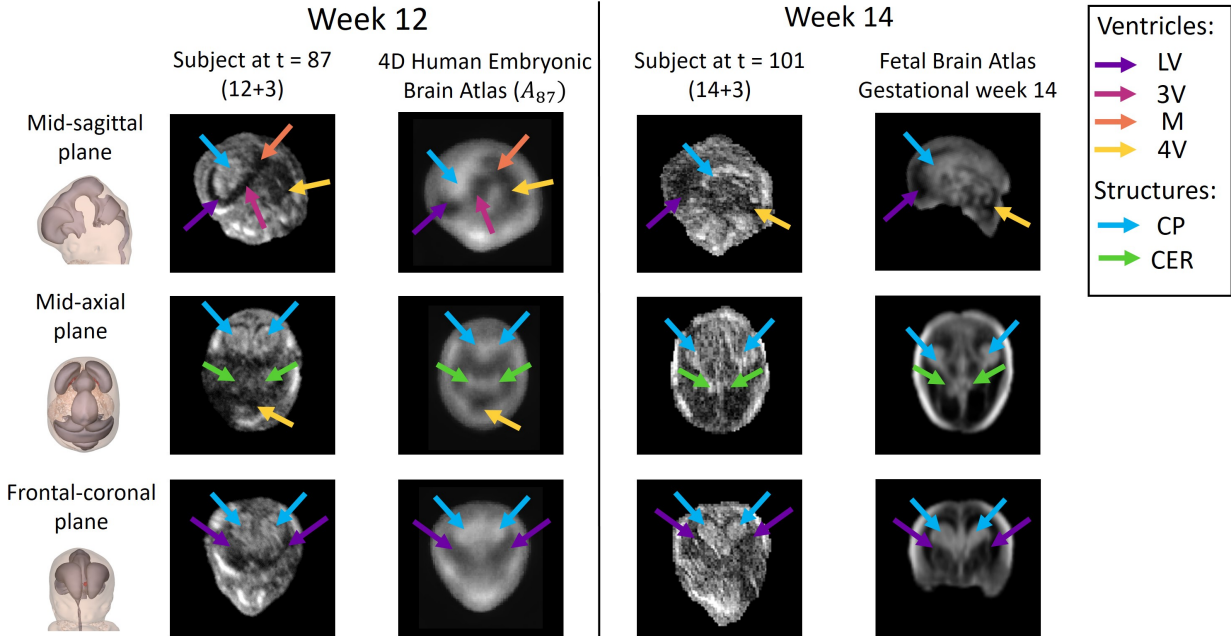 Week 12
Week 14
Subject at t = 87
(12+3)
4D Human Embryonic
Brain Atlas (𝐴₈₇)
Subject at t = 101
(14+3)
Fetal Brain Atlas
Gestational week 14
Mid-sagittal
plane
Mid-axial
plane
Frontal-coronal
plane
Ventricles:
LV
3V
M
4V
Structures:
CP
CER